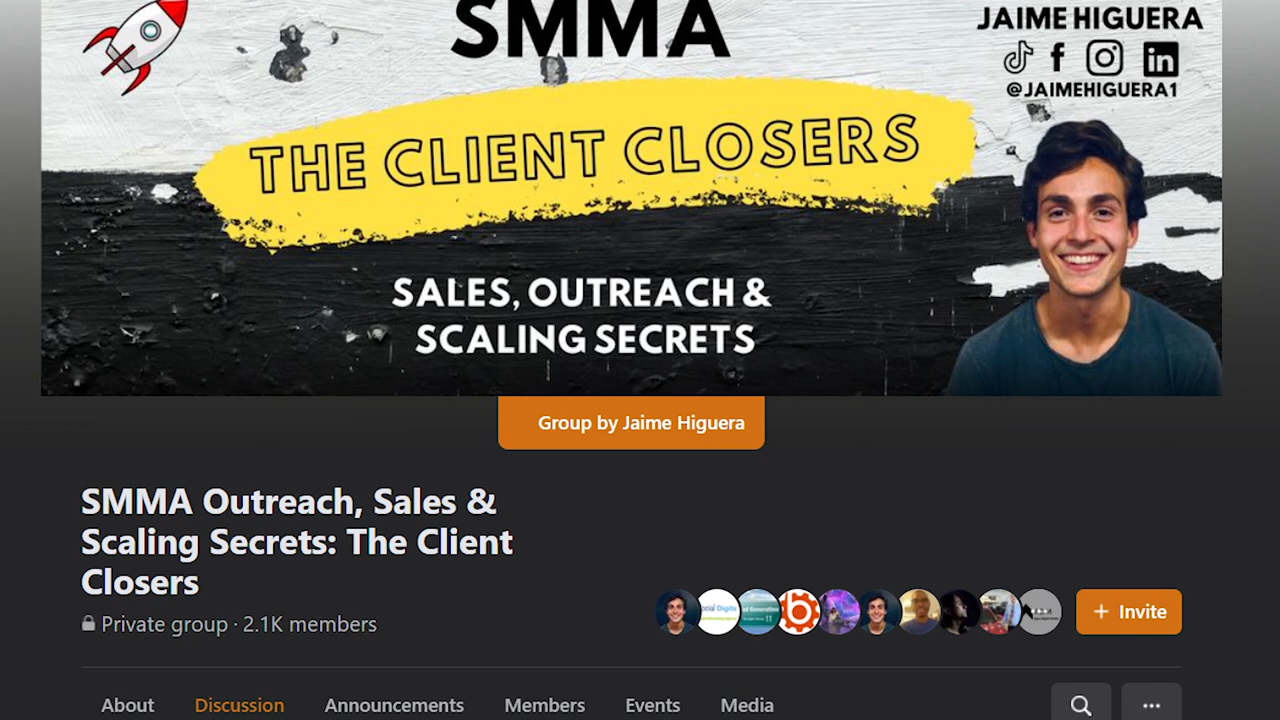 SMMA
JAIME HIGUERA
@JAIMEHIGUERA1
THE CLIENT CLOSERS
SALES, OUTREACH &
SCALING SECRETS
Group by Jaime Higuera
SMMA Outreach, Sales &
Scaling Secrets: The Client
Closers
Private group · 2.1K members
+ Invite
About Discussion Announcements Members Events Media